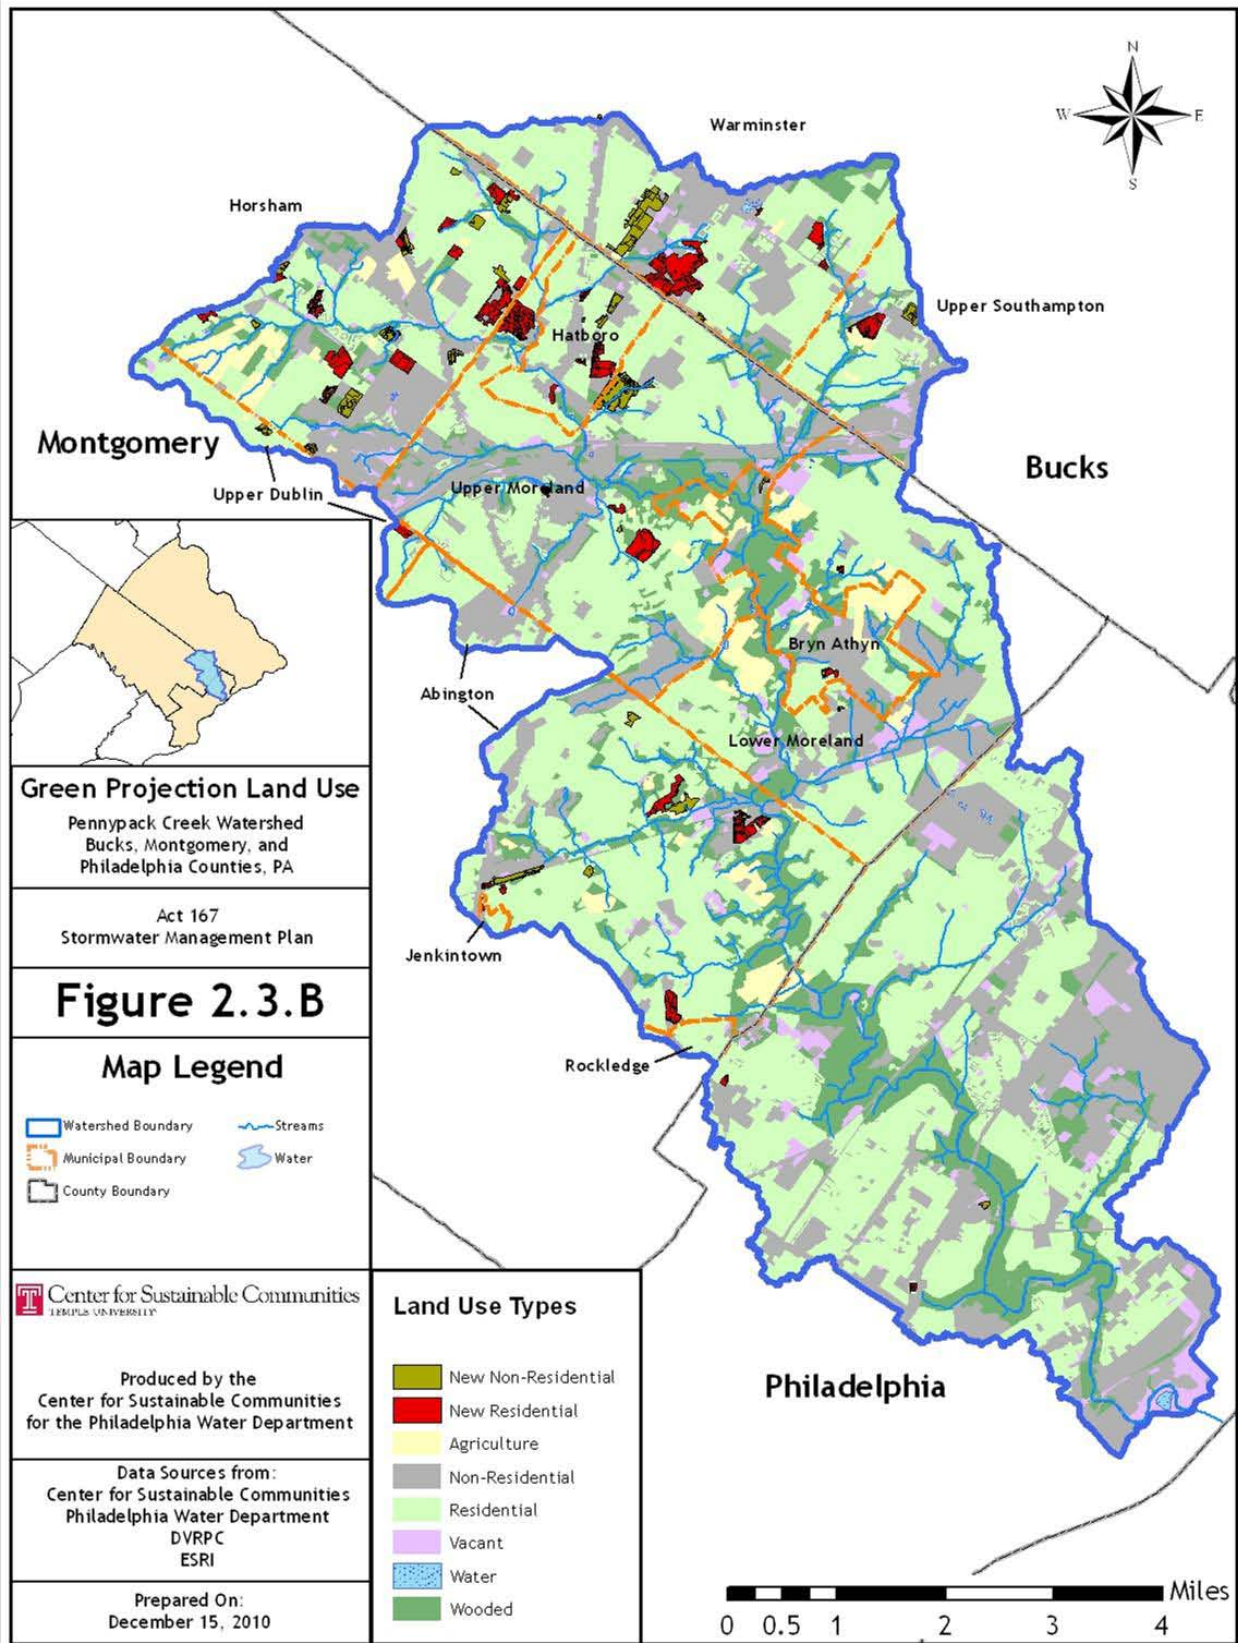 N
W
E
S
Warminster
Horsham
Upper Southampton
Hatboro
Montgomery
Bucks
Upper Dublin
Upper Moreland
Bryn Athyn
Abington
Lower Moreland
Jenkintown
Rockledge
Philadelphia
Green Projection Land Use
Pennypack Creek Watershed
Bucks, Montgomery, and
Philadelphia Counties, PA
Act 167
Stormwater Management Plan
Figure 2.3.B
Map Legend
Watershed Boundary
Streams
Municipal Boundary
Water
County Boundary
Center for Sustainable Communities
TEMPLE UNIVERSITY
Produced by the
Center for Sustainable Communities
for the Philadelphia Water Department
Data Sources from:
Center for Sustainable Communities
Philadelphia Water Department
DVRPC
ESRI
Prepared On:
December 15, 2010
Land Use Types
New Non-Residential
New Residential
Agriculture
Non-Residential
Residential
Vacant
Water
Wooded
Miles
0 0.5 1 2 3 4